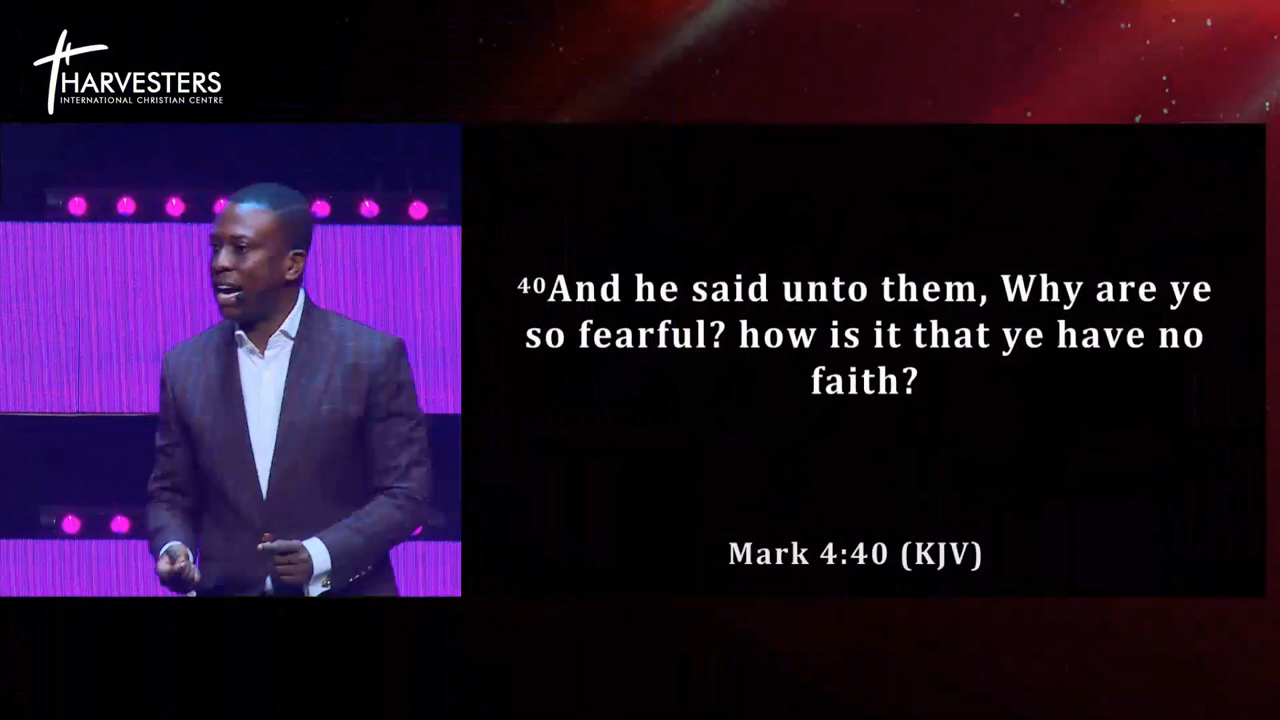 HARVESTERS
INTERNATIONAL CHRISTIAN CENTRE
⁴⁰And he said unto them, Why are ye
so fearful? how is it that ye have no
faith?
Mark 4:40 (KJV)